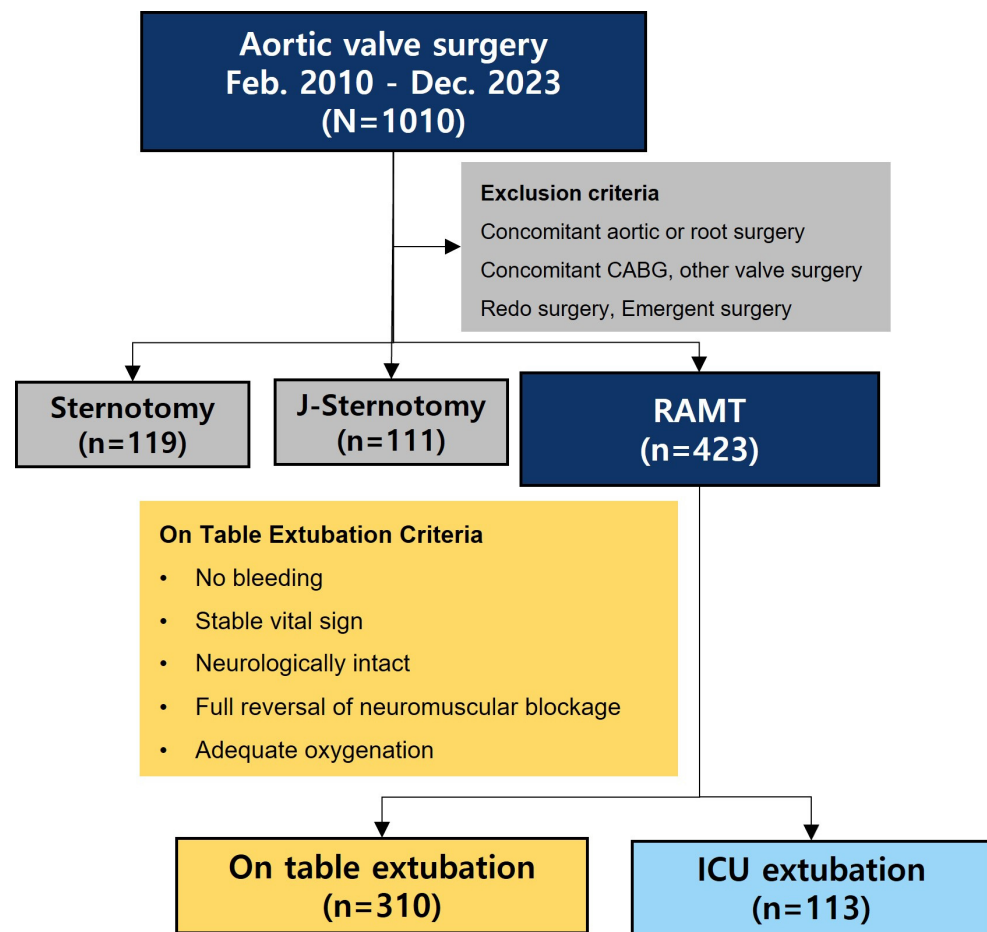 Aortic valve surgery
Feb. 2010 - Dec. 2023
(N=1010)
Exclusion criteria
Concomitant aortic or root surgery
Concomitant CABG, other valve surgery
Redo surgery, Emergent surgery
Sternotomy
(n=119)
J-Sternotomy
(n=111)
RAMT
(n=423)
On Table Extubation Criteria
• No bleeding
• Stable vital sign
• Neurologically intact
• Full reversal of neuromuscular blockage
• Adequate oxygenation
On table extubation
(n=310)
ICU extubation
(n=113)